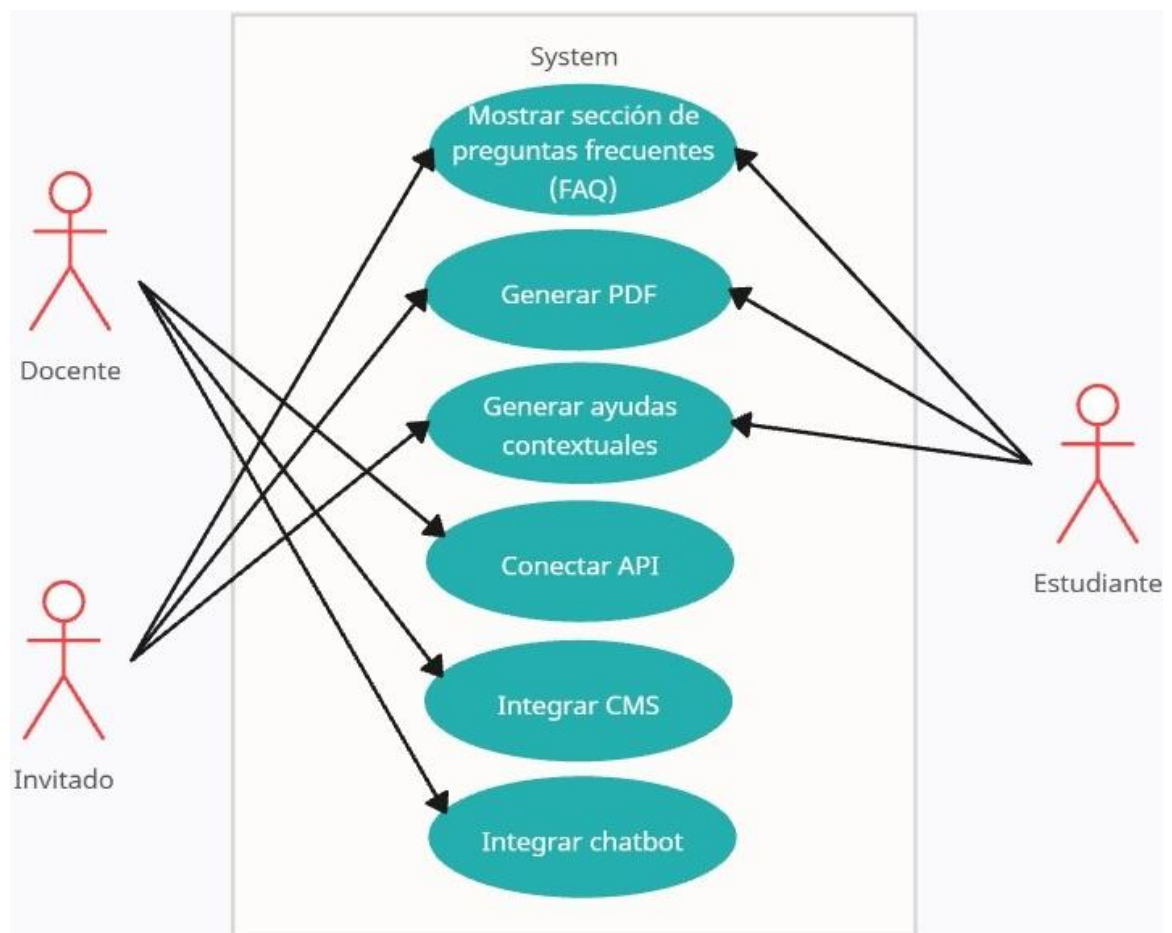 System
Mostrar sección de
preguntas frecuentes
(FAQ)
Docente
Generar PDF
Generar ayudas
contextuales
Conectar API
Estudiante
Integrar CMS
Invitado
Integrar chatbot